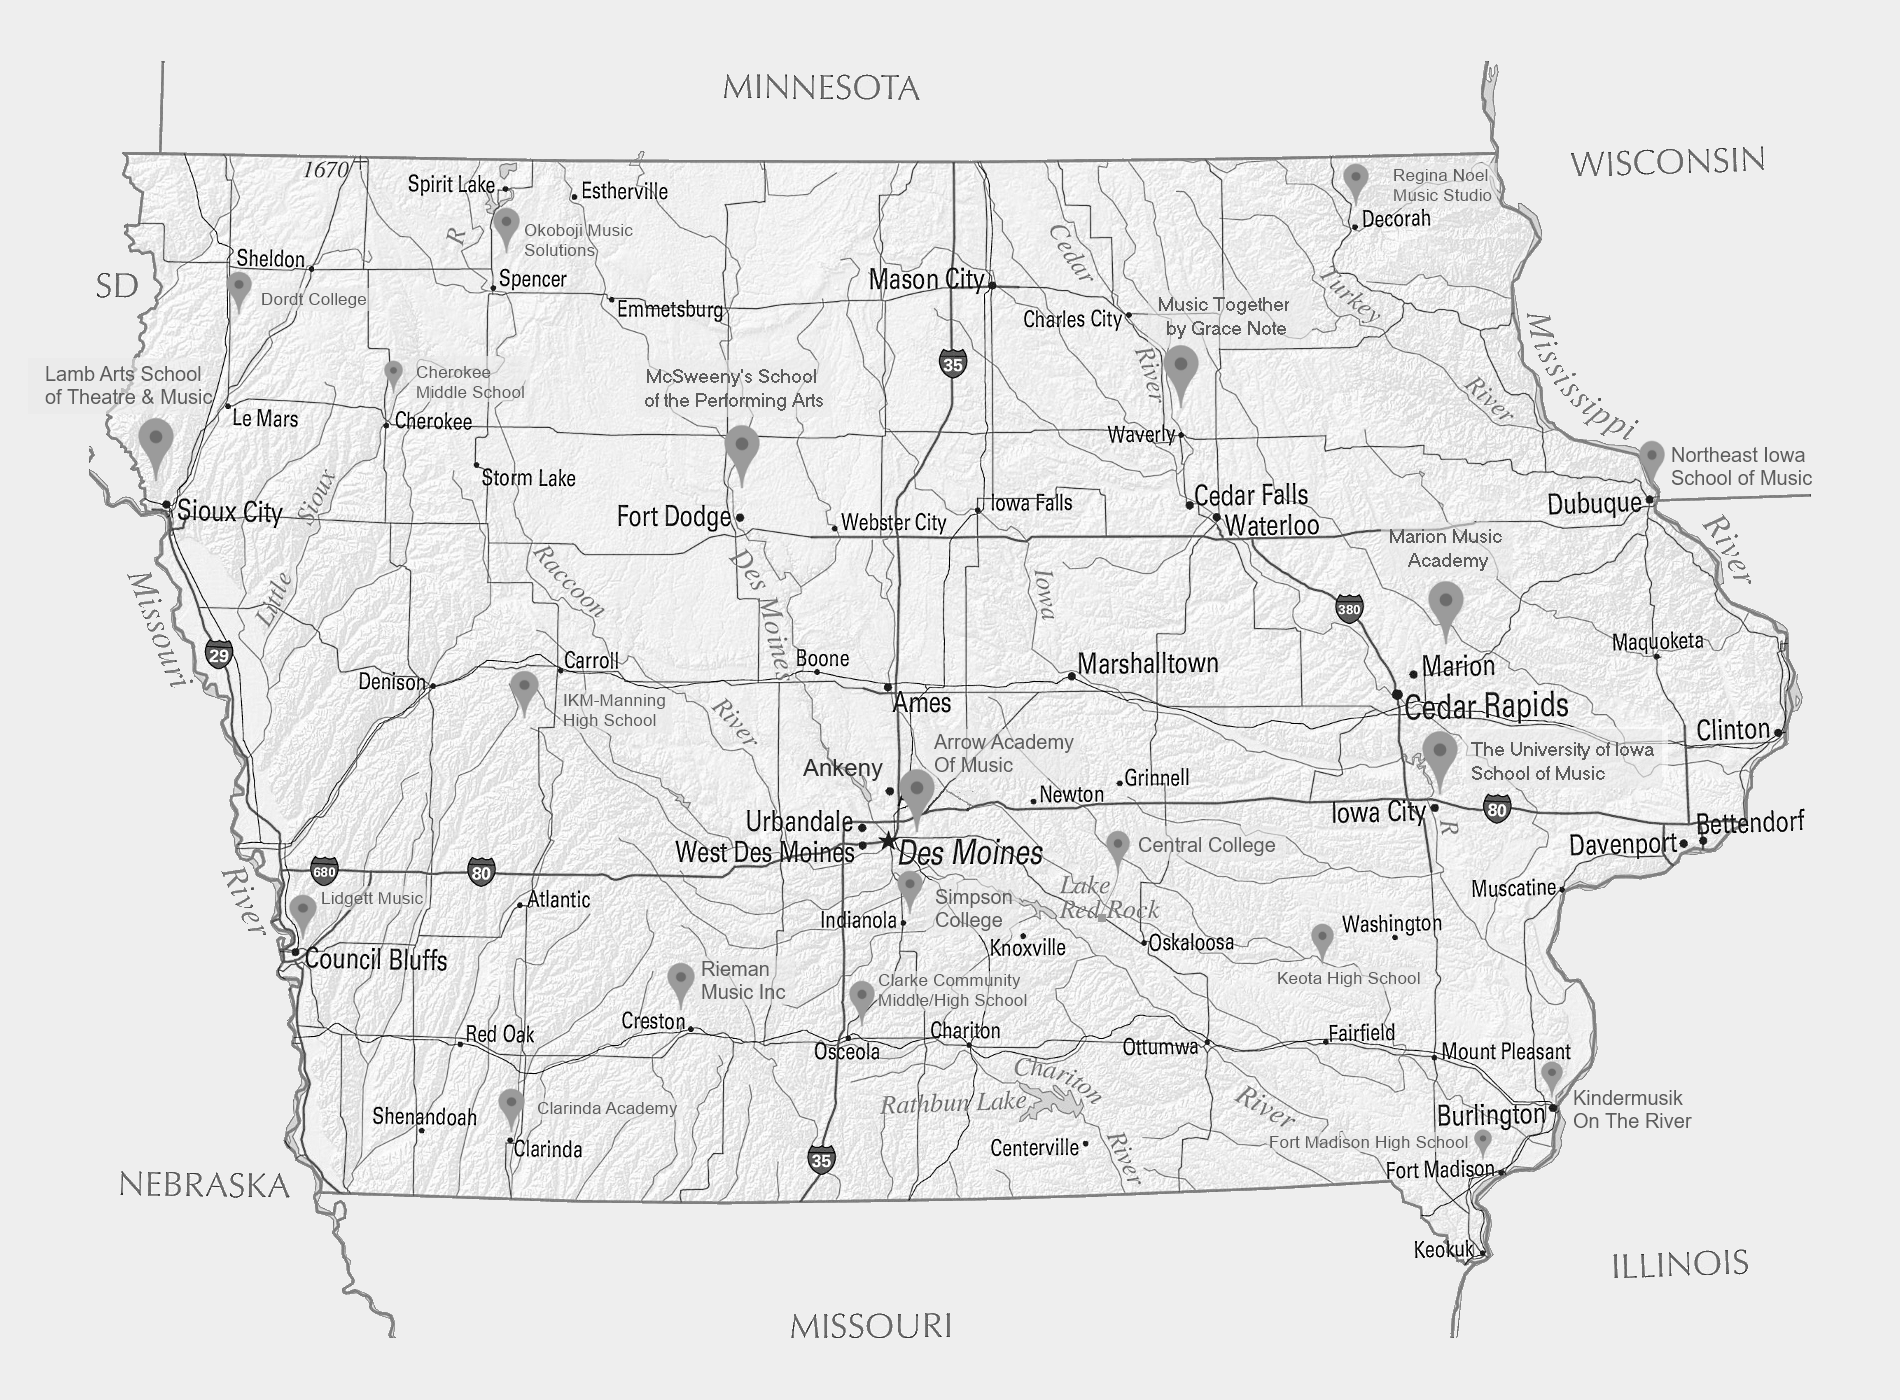 MINNESOTA
WISCONSIN
SD
NEBRASKA
MISSOURI
ILLINOIS
1670
Spirit Lake
Estherville
R
Okoboji Music
Solutions
Regina Noel
Music Studio
Decorah
Sheldon
Dordt College
Spencer
Emmetsburg
Mason City
Cedar
Charles City
Music Together
by Grace Note
Turkey
Mississippi
Lamb Arts School
of Theatre & Music
Le Mars
Cherokee
Middle School
Cherokee
McSweeny's School
of the Performing Arts
35
River
River
Waverly
Storm Lake
Northeast Iowa
School of Music
Dubuque
Sioux City
Sioux
Little
Fort Dodge
Webster City
Iowa Falls
Cedar Falls
Waterloo
Marion Music
Academy
River
Missouri
Raccoon
Des Moines
Iowa
380
29
Maquoketa
Denison
Carroll
Boone
Marshalltown
Marion
Cedar Rapids
IKM-Manning
High School
River
Ames
Clinton
Arrow Academy
Of Music
Ankeny
Grinnell
Newton
The University of Iowa
School of Music
Iowa City
R
80
Bettendorf
Davenport
Urbandale
West Des Moines
Des Moines
Central College
River
680
80
Lidgett Music
Atlantic
Simpson
College
Indianola
Lake
Red Rock
Muscatine
Washington
Knoxville
Oskaloosa
Council Bluffs
Rieman
Music Inc
Clarke Community
Middle/High School
Keota High School
Creston
Red Oak
Osceola
Chariton
Ottumwa
Fairfield
Mount Pleasant
Chariton
Rathbun Lake
River
Kindermusik
On The River
Burlington
Shenandoah
Clarinda Academy
Clarinda
35
Centerville
River
Fort Madison High School
Fort Madison
Keokuk